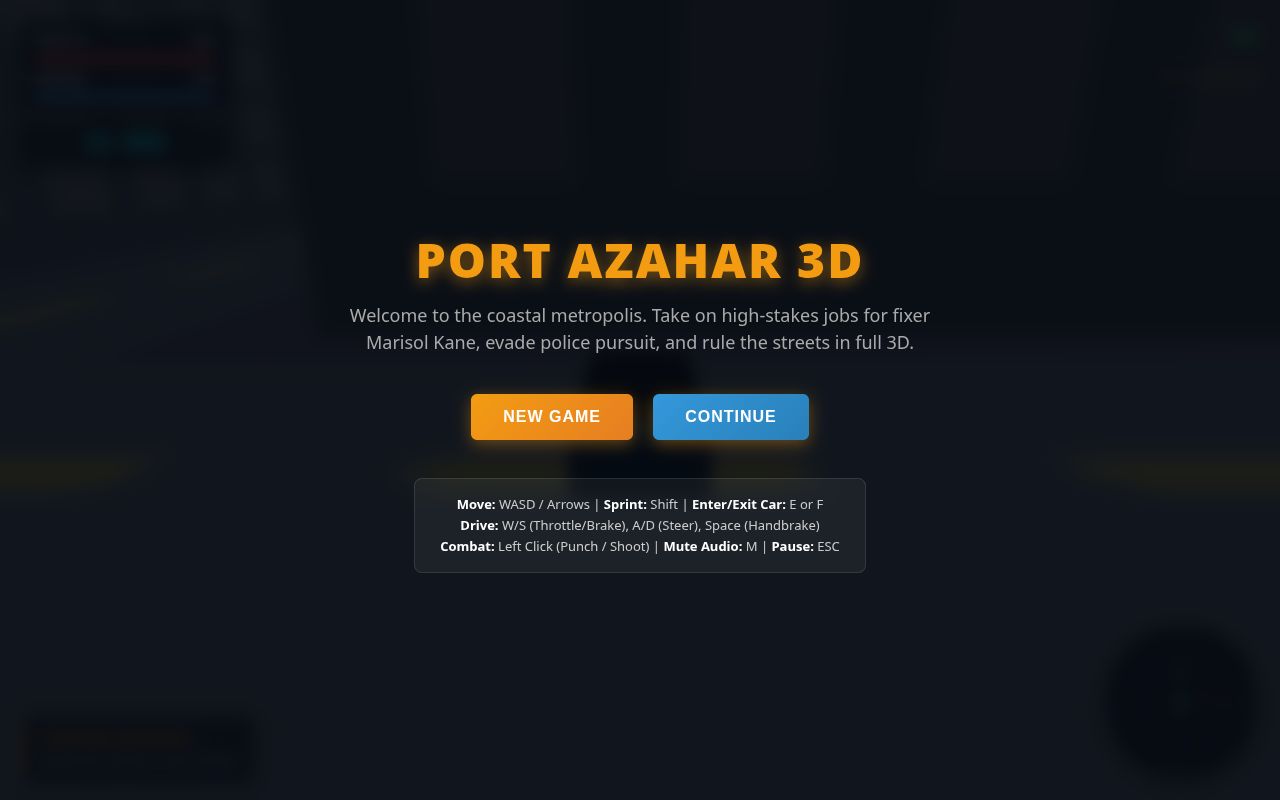 PORT AZAHAR 3D
Welcome to the coastal metropolis. Take on high-stakes jobs for fixer
Marisol Kane, evade police pursuit, and rule the streets in full 3D.
NEW GAME
CONTINUE
Move: WASD / Arrows | Sprint: Shift | Enter/Exit Car: E or F
Drive: W/S (Throttle/Brake), A/D (Steer), Space (Handbrake)
Combat: Left Click (Punch / Shoot) | Mute Audio: M | Pause: ESC